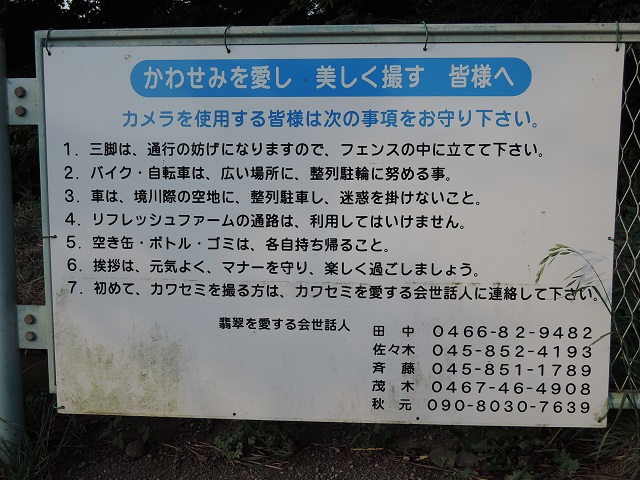 かわせみを愛し 美しく撮す 皆様へ
カメラを使用する皆様は次の事項をお守り下さい。
1. 三脚は、通行の妨げになりますので、フェンスの中に立てて下さい。
2. バイク・自転車は、広い場所に、整列駐輪に努める事。
3. 車は、境川際の空地に、整列駐車し、迷惑を掛けないこと。
4. リフレッシュファームの通路は、利用してはいけません。
5. 空き缶・ボトル・ゴミは、各自持ち帰ること。
6. 挨拶は、元気よく、マナーを守り、楽しく過ごしましょう。
7. 初めて、カワセミを撮る方は、カワセミを愛する会世話人に連絡して下さい。
翡翠を愛する会世話人 田中 0466-82-9482
佐々木 045-852-4193
斉藤 045-851-1789
茂木 0467-46-4908
秋元 090-8030-7639